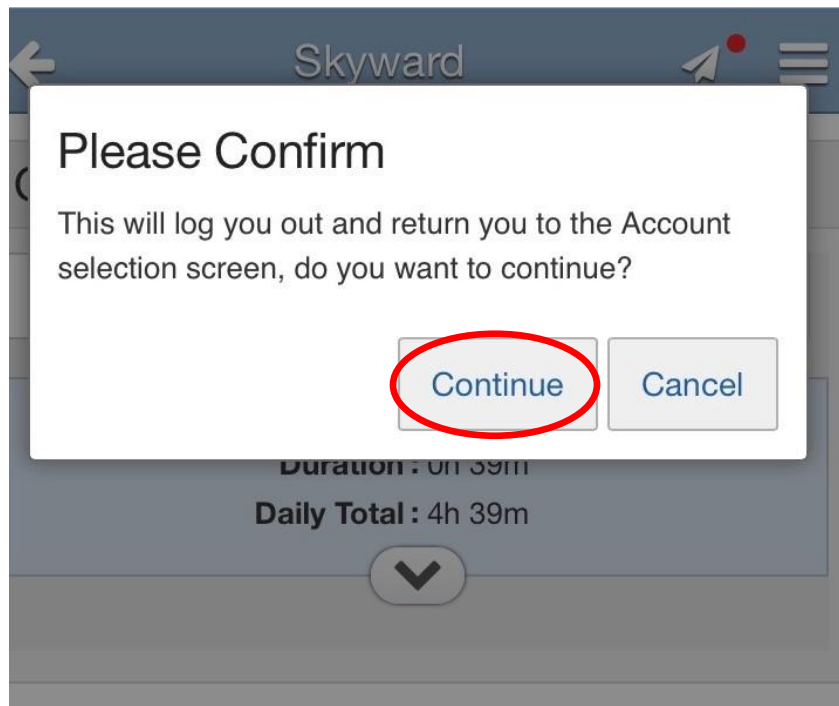 Skyward
Please Confirm
This will log you out and return you to the Account
selection screen, do you want to continue?
Continue Cancel
Duration : 0h 39m
Daily Total : 4h 39m